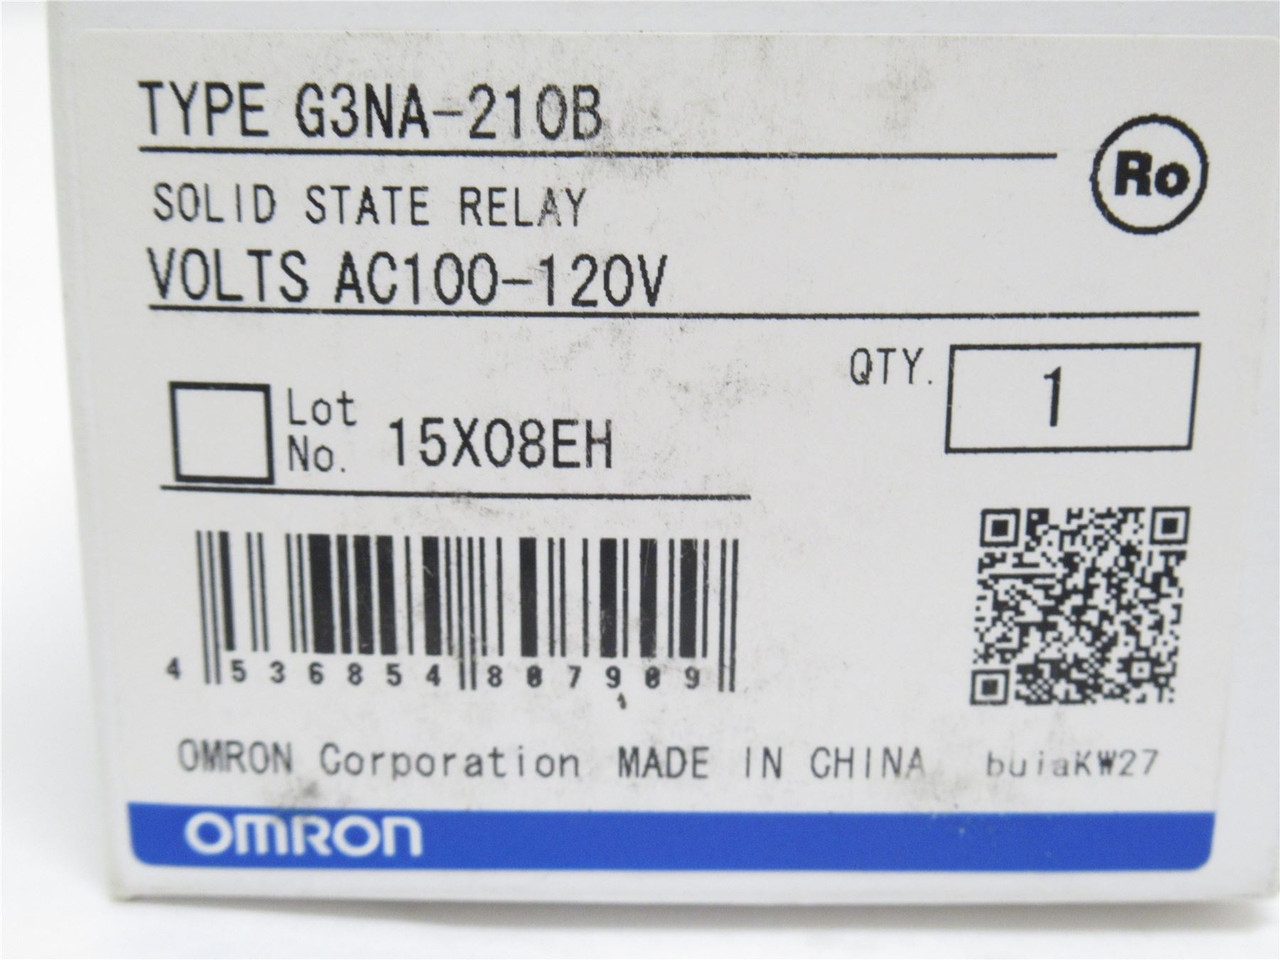 TYPE G3NA-210B
Ro
SOLID STATE RELAY
VOLTS AC100-120V
QTY. 1
Lot No. 15X08EH
4 536854 807909
OMRON Corporation MADE IN CHINA buiaKW27
OMRON